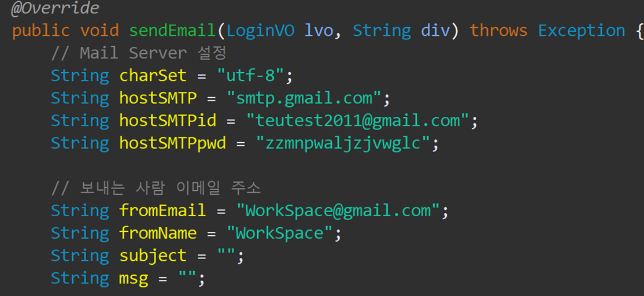 @Override
public void sendEmail(LoginVO lvo, String div) throws Exception {
// Mail Server 설정
String charSet = "utf-8";
String hostSMTP = "smtp.gmail.com";
String hostSMTPid = "teutest2011@gmail.com";
String hostSMTPpwd = "zzmnpwaljzjvwglc";
// 보내는 사람 이메일 주소
String fromEmail = "WorkSpace@gmail.com";
String fromName = "WorkSpace";
String subject = "";
String msg = "";